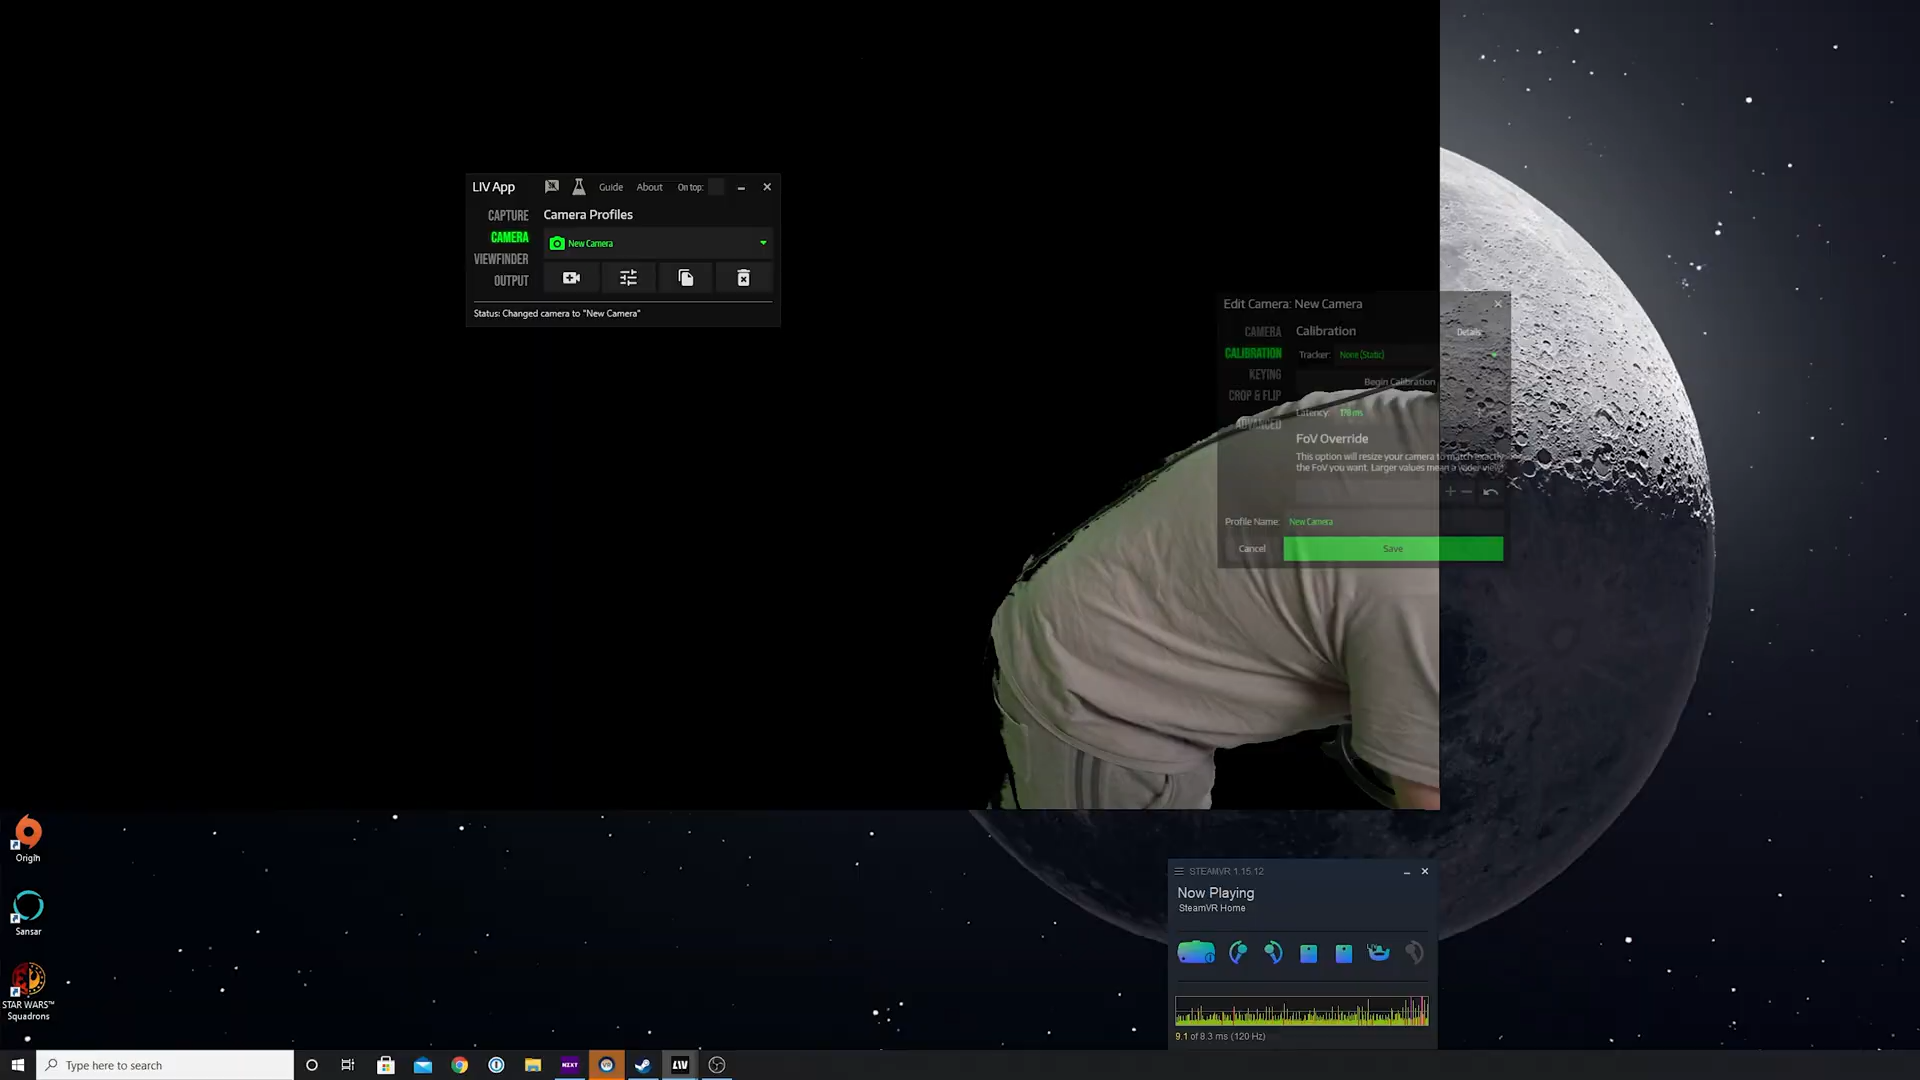 LIV App
Guide
About
On top:
CAPTURE
Camera Profiles
CAMERA
New Camera
VIEWFINDER
OUTPUT
Status: Changed camera to "New Camera"
Edit Camera: New Camera
CAMERA
Calibration
Details
CALIBRATION
Tracker:
None (Static)
KEYING
Begin Calibration
CROP & FLIP
Latency:
170 ms
ADVANCED
FoV Override
This option will resize your camera to match exactly
the FoV you want. Larger values mean a wider view.
Profile Name:
New Camera
Cancel
Save
Origin
Sansar
STAR WARS™
Squadrons
STEAMVR 1.15.12
Now Playing
SteamVR Home
9.1 of 8.3 ms (120 Hz)
Type here to search
NZXT
VR
LIV